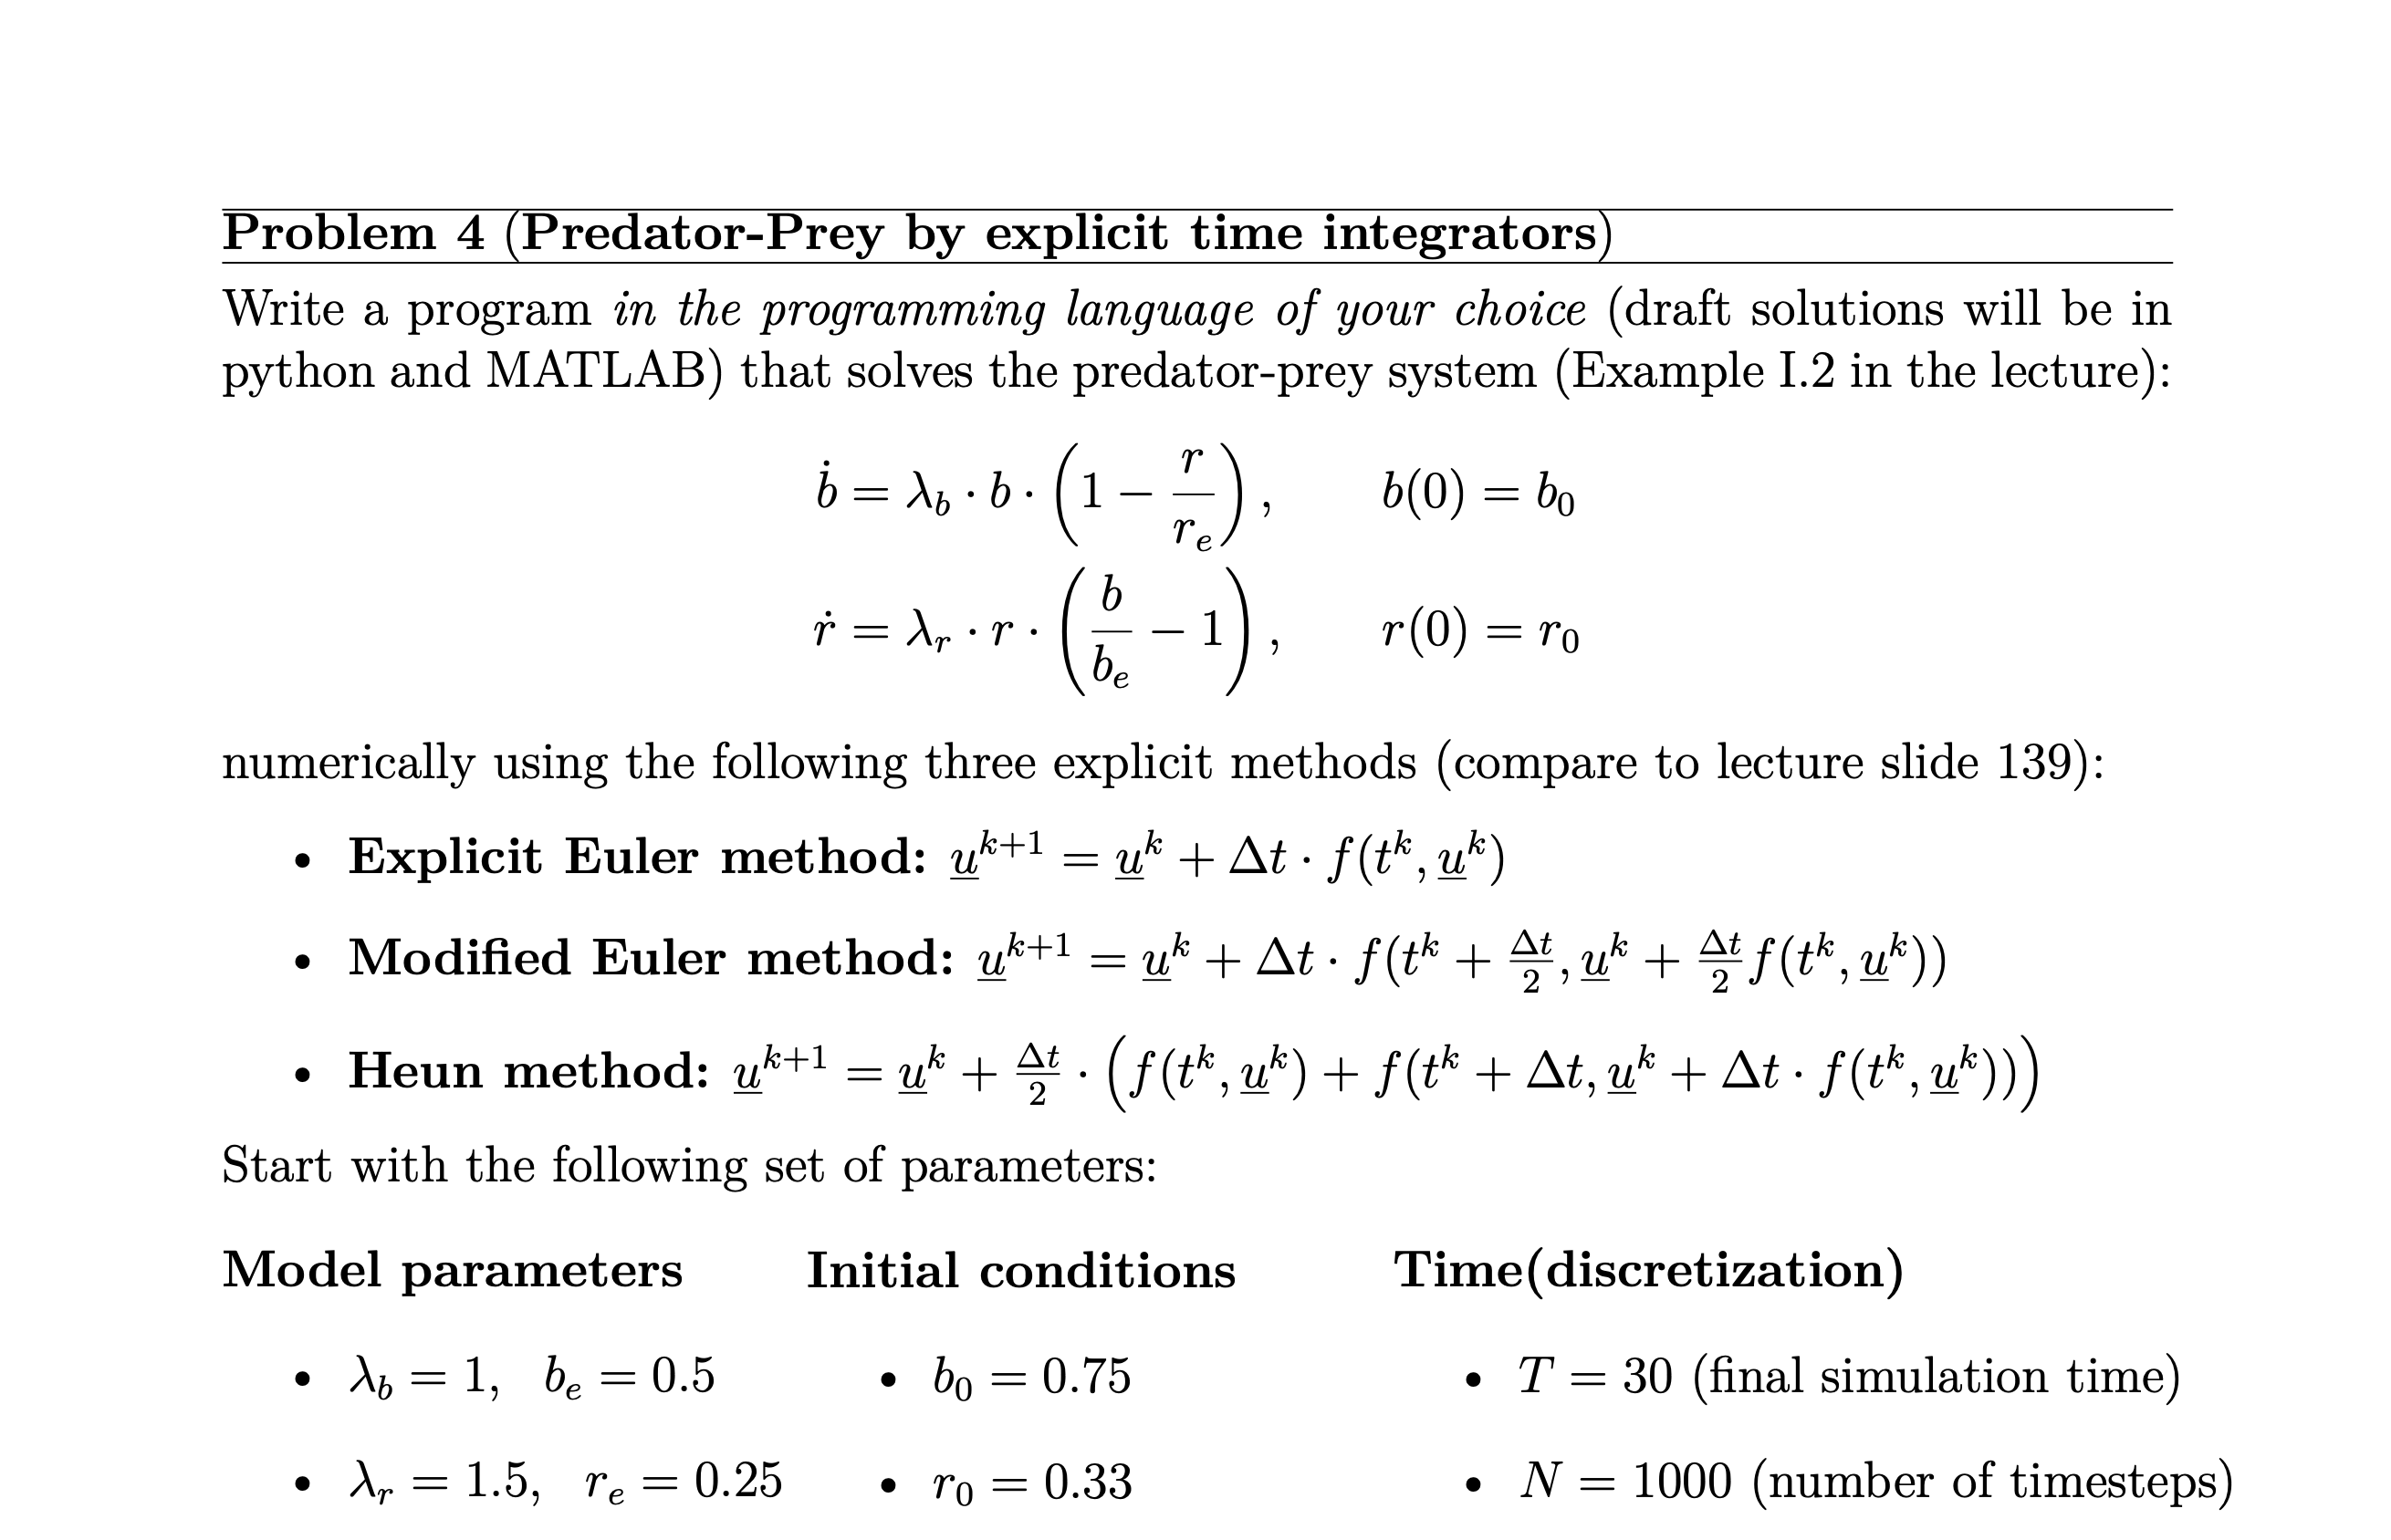 Problem 4 (Predator-Prey by explicit time integrators)
Write a program in the programming language of your choice (draft solutions will be in
python and MATLAB) that solves the predator-prey system (Example I.2 in the lecture):
$\dot{b} = \lambda_b \cdot b \cdot \left(1 - \frac{r}{r_e}\right), \qquad b(0) = b_0$
$\dot{r} = \lambda_r \cdot r \cdot \left(\frac{b}{b_e} - 1\right), \qquad r(0) = r_0$
numerically using the following three explicit methods (compare to lecture slide 139):
• Explicit Euler method: $\underline{u}^{k+1} = \underline{u}^k + \Delta t \cdot f(t^k, \underline{u}^k)$
• Modified Euler method: $\underline{u}^{k+1} = \underline{u}^k + \Delta t \cdot f(t^k + \frac{\Delta t}{2}, \underline{u}^k + \frac{\Delta t}{2} f(t^k, \underline{u}^k))$
• Heun method: $\underline{u}^{k+1} = \underline{u}^k + \frac{\Delta t}{2} \cdot \left(f(t^k, \underline{u}^k) + f(t^k + \Delta t, \underline{u}^k + \Delta t \cdot f(t^k, \underline{u}^k))\right)$
Start with the following set of parameters:
Model parameters Initial conditions Time(discretization)
• $\lambda_b = 1, \; b_e = 0.5$ • $b_0 = 0.75$ • $T = 30$ (final simulation time)
• $\lambda_r = 1.5, \; r_e = 0.25$ • $r_0 = 0.33$ • $N = 1000$ (number of timesteps)